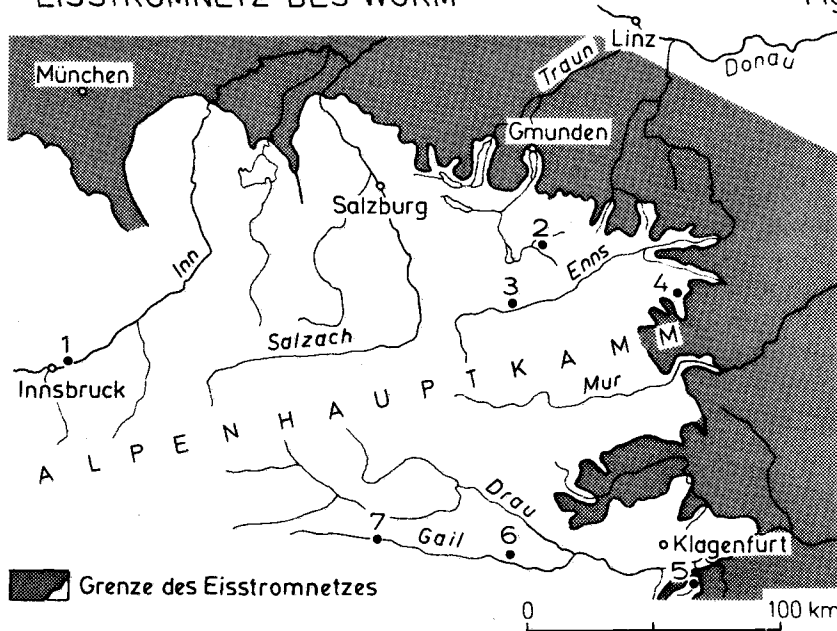 EISSTROMNETZ DES WÜRM
Linz
München
Traun
Donau
Gmunden
Salzburg
2
Inn
Enns
3
4
1
Salzach
Innsbruck
Mur
ALPENHAUPTKAMM
Drau
7
Gail
6
Klagenfurt
5
Grenze des Eisstromnetzes
0 100 km